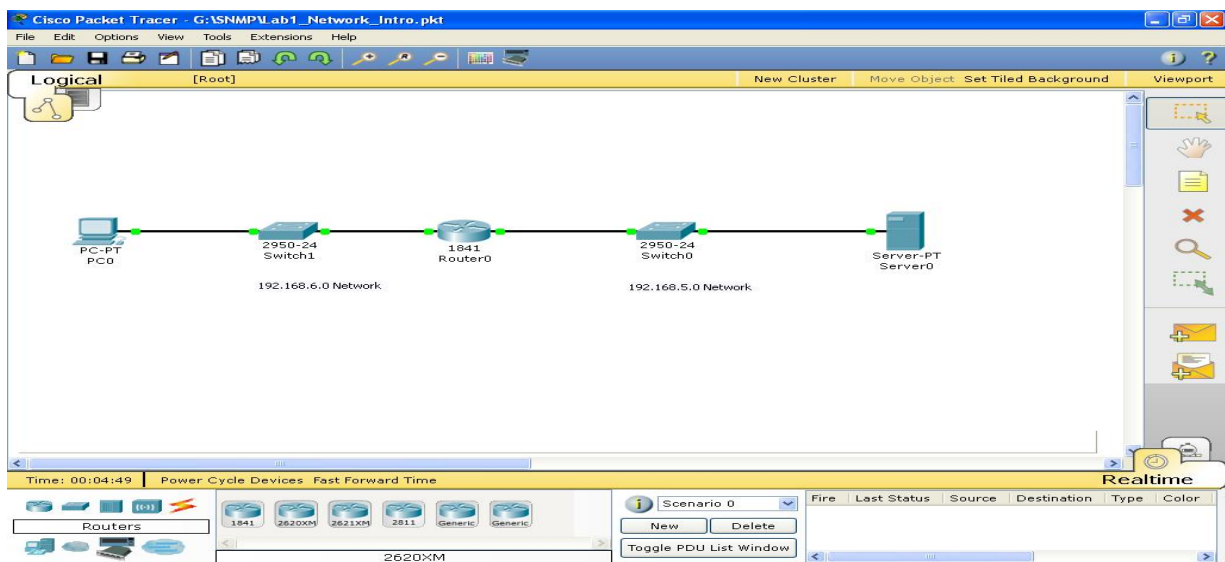 Cisco Packet Tracer - G:\SNMP\Lab1_Network_Intro.pkt
File Edit Options View Tools Extensions Help
Logical [Root] New Cluster Move Object Set Tiled Background Viewport
PC-PT
PC0
2950-24
Switch1
1841
Router0
2950-24
Switch0
Server-PT
Server0
192.168.6.0 Network
192.168.5.0 Network
Time: 00:04:49 Power Cycle Devices Fast Forward Time Realtime
Routers
1841 2620XM 2621XM 2811 Generic Generic
2620XM
Scenario 0
New Delete
Toggle PDU List Window
Fire Last Status Source Destination Type Color